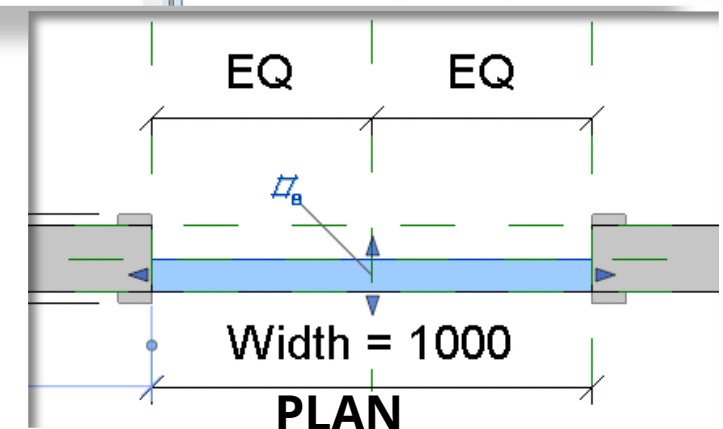 EQ EQ
Width = 1000
PLAN